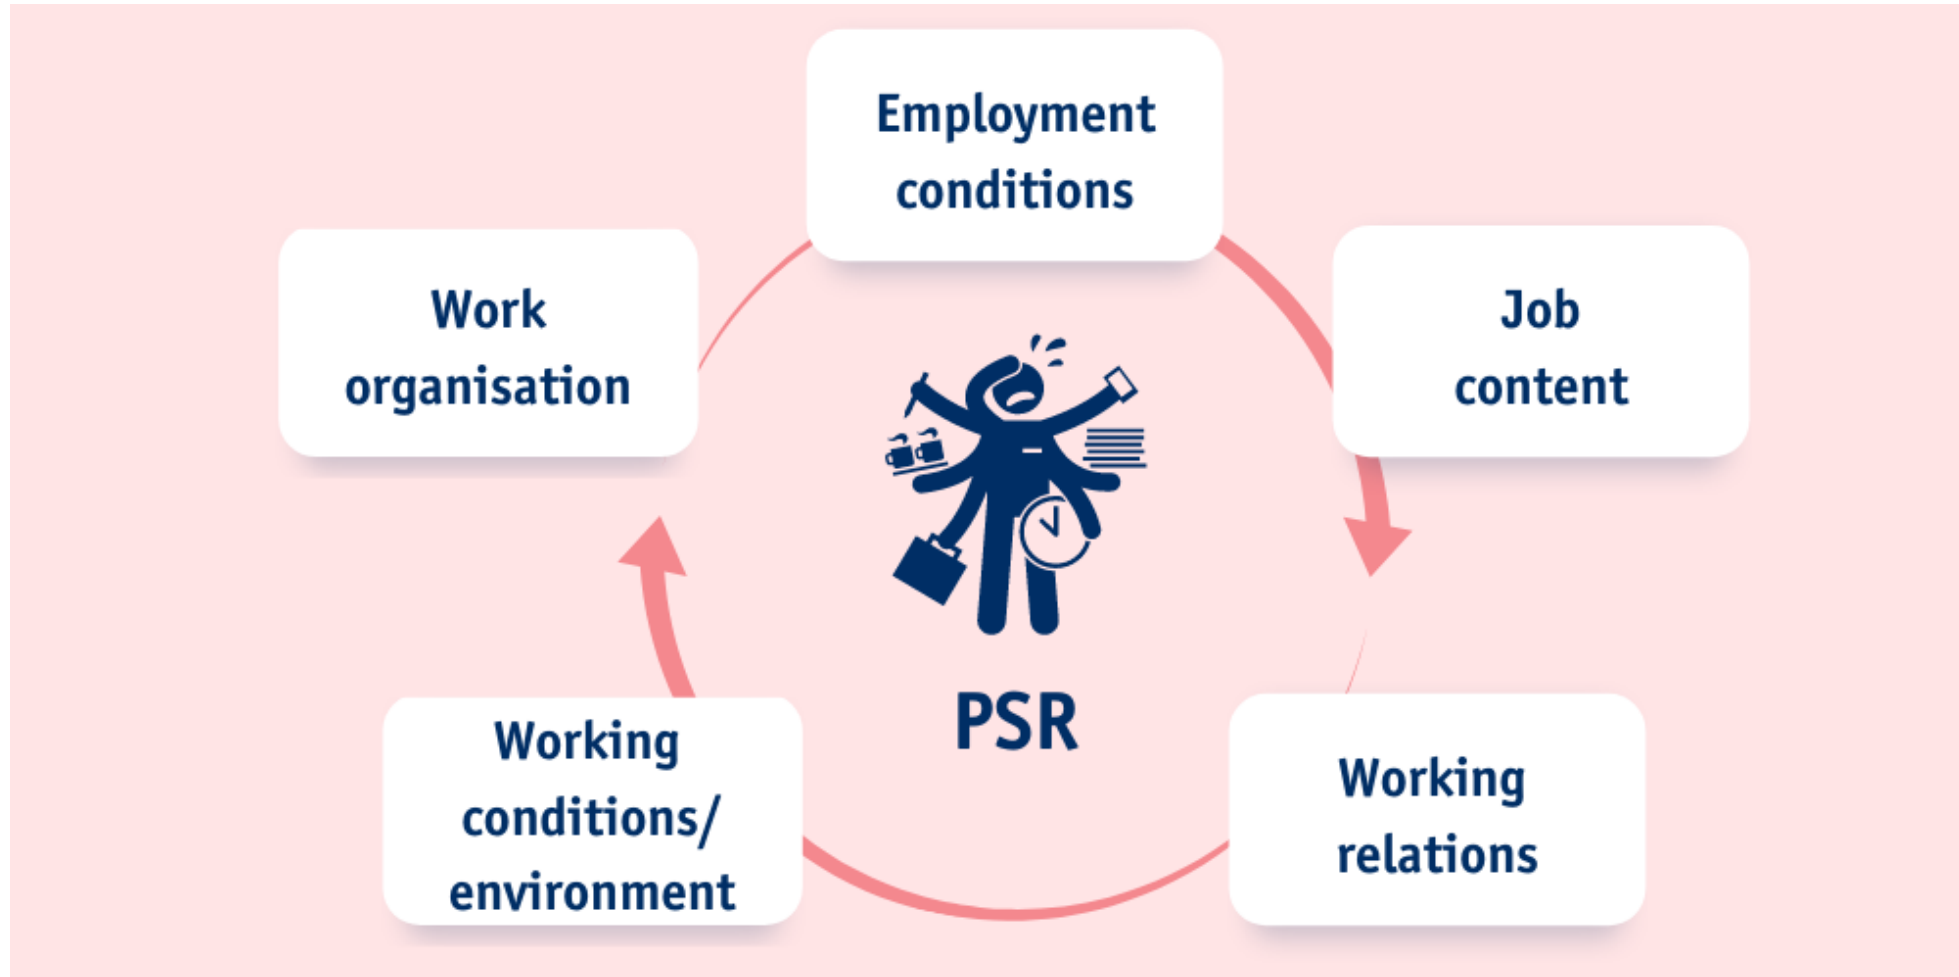 Employment
conditions
Work
organisation
Job
content
PSR
Working
conditions/
environment
Working
relations